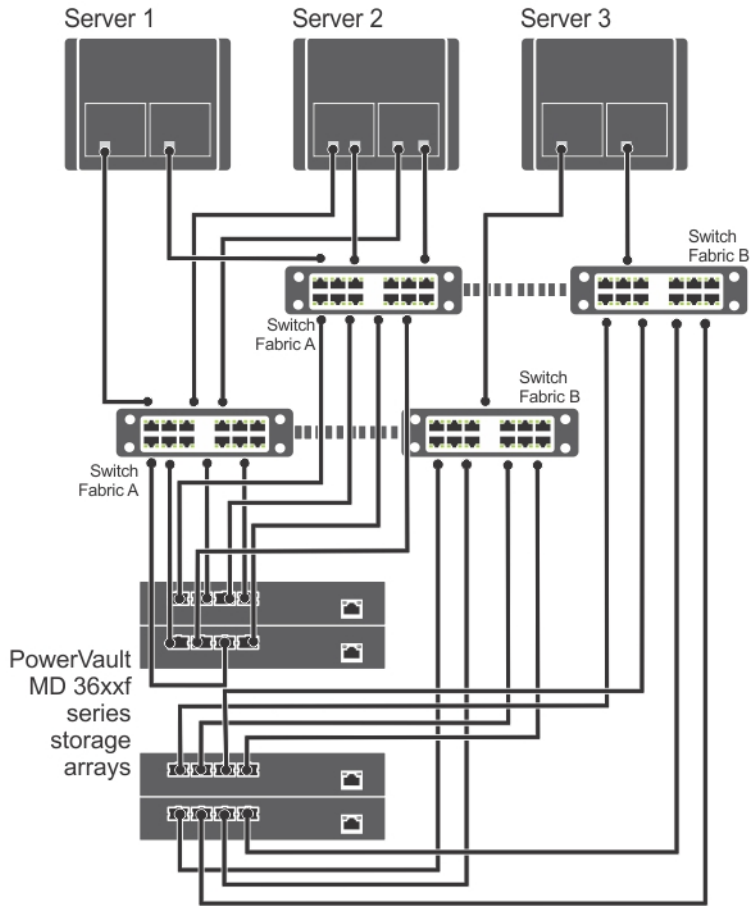 Server 1
Server 2
Server 3
Switch
Fabric B
Switch
Fabric A
Switch
Fabric B
Switch
Fabric A
PowerVault
MD 36xxf
series
storage
arrays